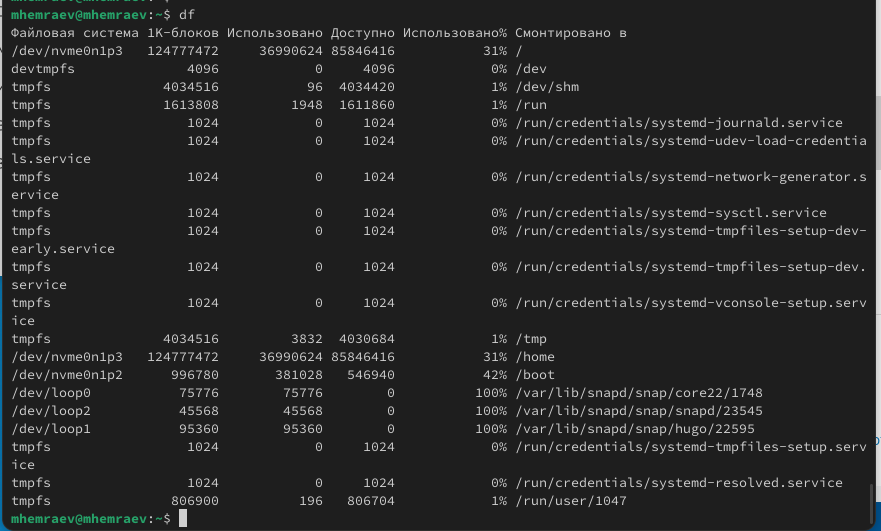 mhemraev@mhemraev:~$ df
Файловая система 1K-блоков Использовано Доступно Использовано% Смонтировано в
/dev/nvme0n1p3   124777472     36990624 85846416           31% /
devtmpfs              4096            0     4096            0% /dev
tmpfs              4034516           96  4034420            1% /dev/shm
tmpfs              1613808         1948  1611860            1% /run
tmpfs                 1024            0     1024            0% /run/credentials/systemd-journald.service
tmpfs                 1024            0     1024            0% /run/credentials/systemd-udev-load-credentia
ls.service
tmpfs                 1024            0     1024            0% /run/credentials/systemd-network-generator.s
ervice
tmpfs                 1024            0     1024            0% /run/credentials/systemd-sysctl.service
tmpfs                 1024            0     1024            0% /run/credentials/systemd-tmpfiles-setup-dev-
early.service
tmpfs                 1024            0     1024            0% /run/credentials/systemd-tmpfiles-setup-dev.
service
tmpfs                 1024            0     1024            0% /run/credentials/systemd-vconsole-setup.serv
ice
tmpfs              4034516         3832  4030684            1% /tmp
/dev/nvme0n1p3   124777472     36990624 85846416           31% /home
/dev/nvme0n1p2      996780       381028   546940           42% /boot
/dev/loop0           75776        75776        0          100% /var/lib/snapd/snap/core22/1748
/dev/loop2           45568        45568        0          100% /var/lib/snapd/snap/snapd/23545
/dev/loop1           95360        95360        0          100% /var/lib/snapd/snap/hugo/22595
tmpfs                 1024            0     1024            0% /run/credentials/systemd-tmpfiles-setup.serv
ice
tmpfs                 1024            0     1024            0% /run/credentials/systemd-resolved.service
tmpfs               806900          196   806704            1% /run/user/1047
mhemraev@mhemraev:~$